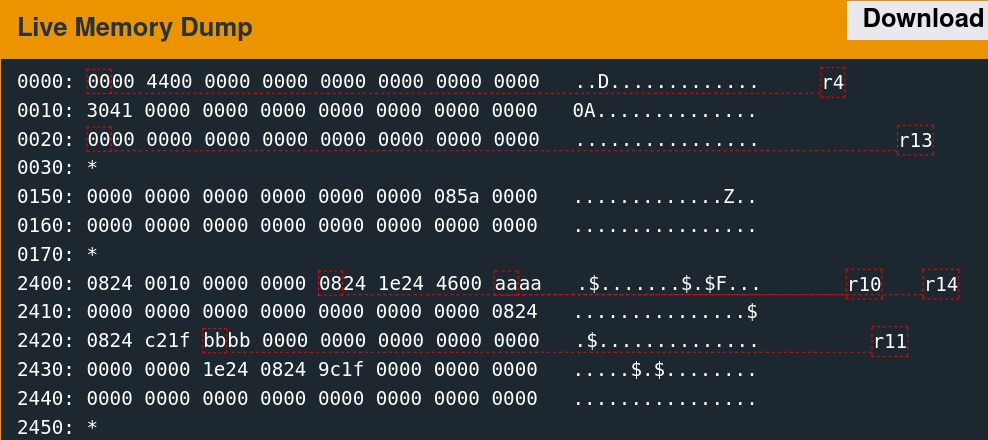 Live Memory Dump
Download
0000: 0000 4400 0000 0000 0000 0000 0000 0000 ..D............. r4
0010: 3041 0000 0000 0000 0000 0000 0000 0000 0A..............
0020: 0000 0000 0000 0000 0000 0000 0000 0000 ................ r13
0030: *
0150: 0000 0000 0000 0000 0000 0000 085a 0000 .............Z..
0160: 0000 0000 0000 0000 0000 0000 0000 0000 ................
0170: *
2400: 0824 0010 0000 0000 0824 1e24 4600 aaaa .$.......$.$F... r10 r14
2410: 0000 0000 0000 0000 0000 0000 0000 0824 ...............$
2420: 0824 c21f bbbb 0000 0000 0000 0000 0000 .$.............. r11
2430: 0000 0000 1e24 0824 9c1f 0000 0000 0000 .....$.$........
2440: 0000 0000 0000 0000 0000 0000 0000 0000 ................
2450: *